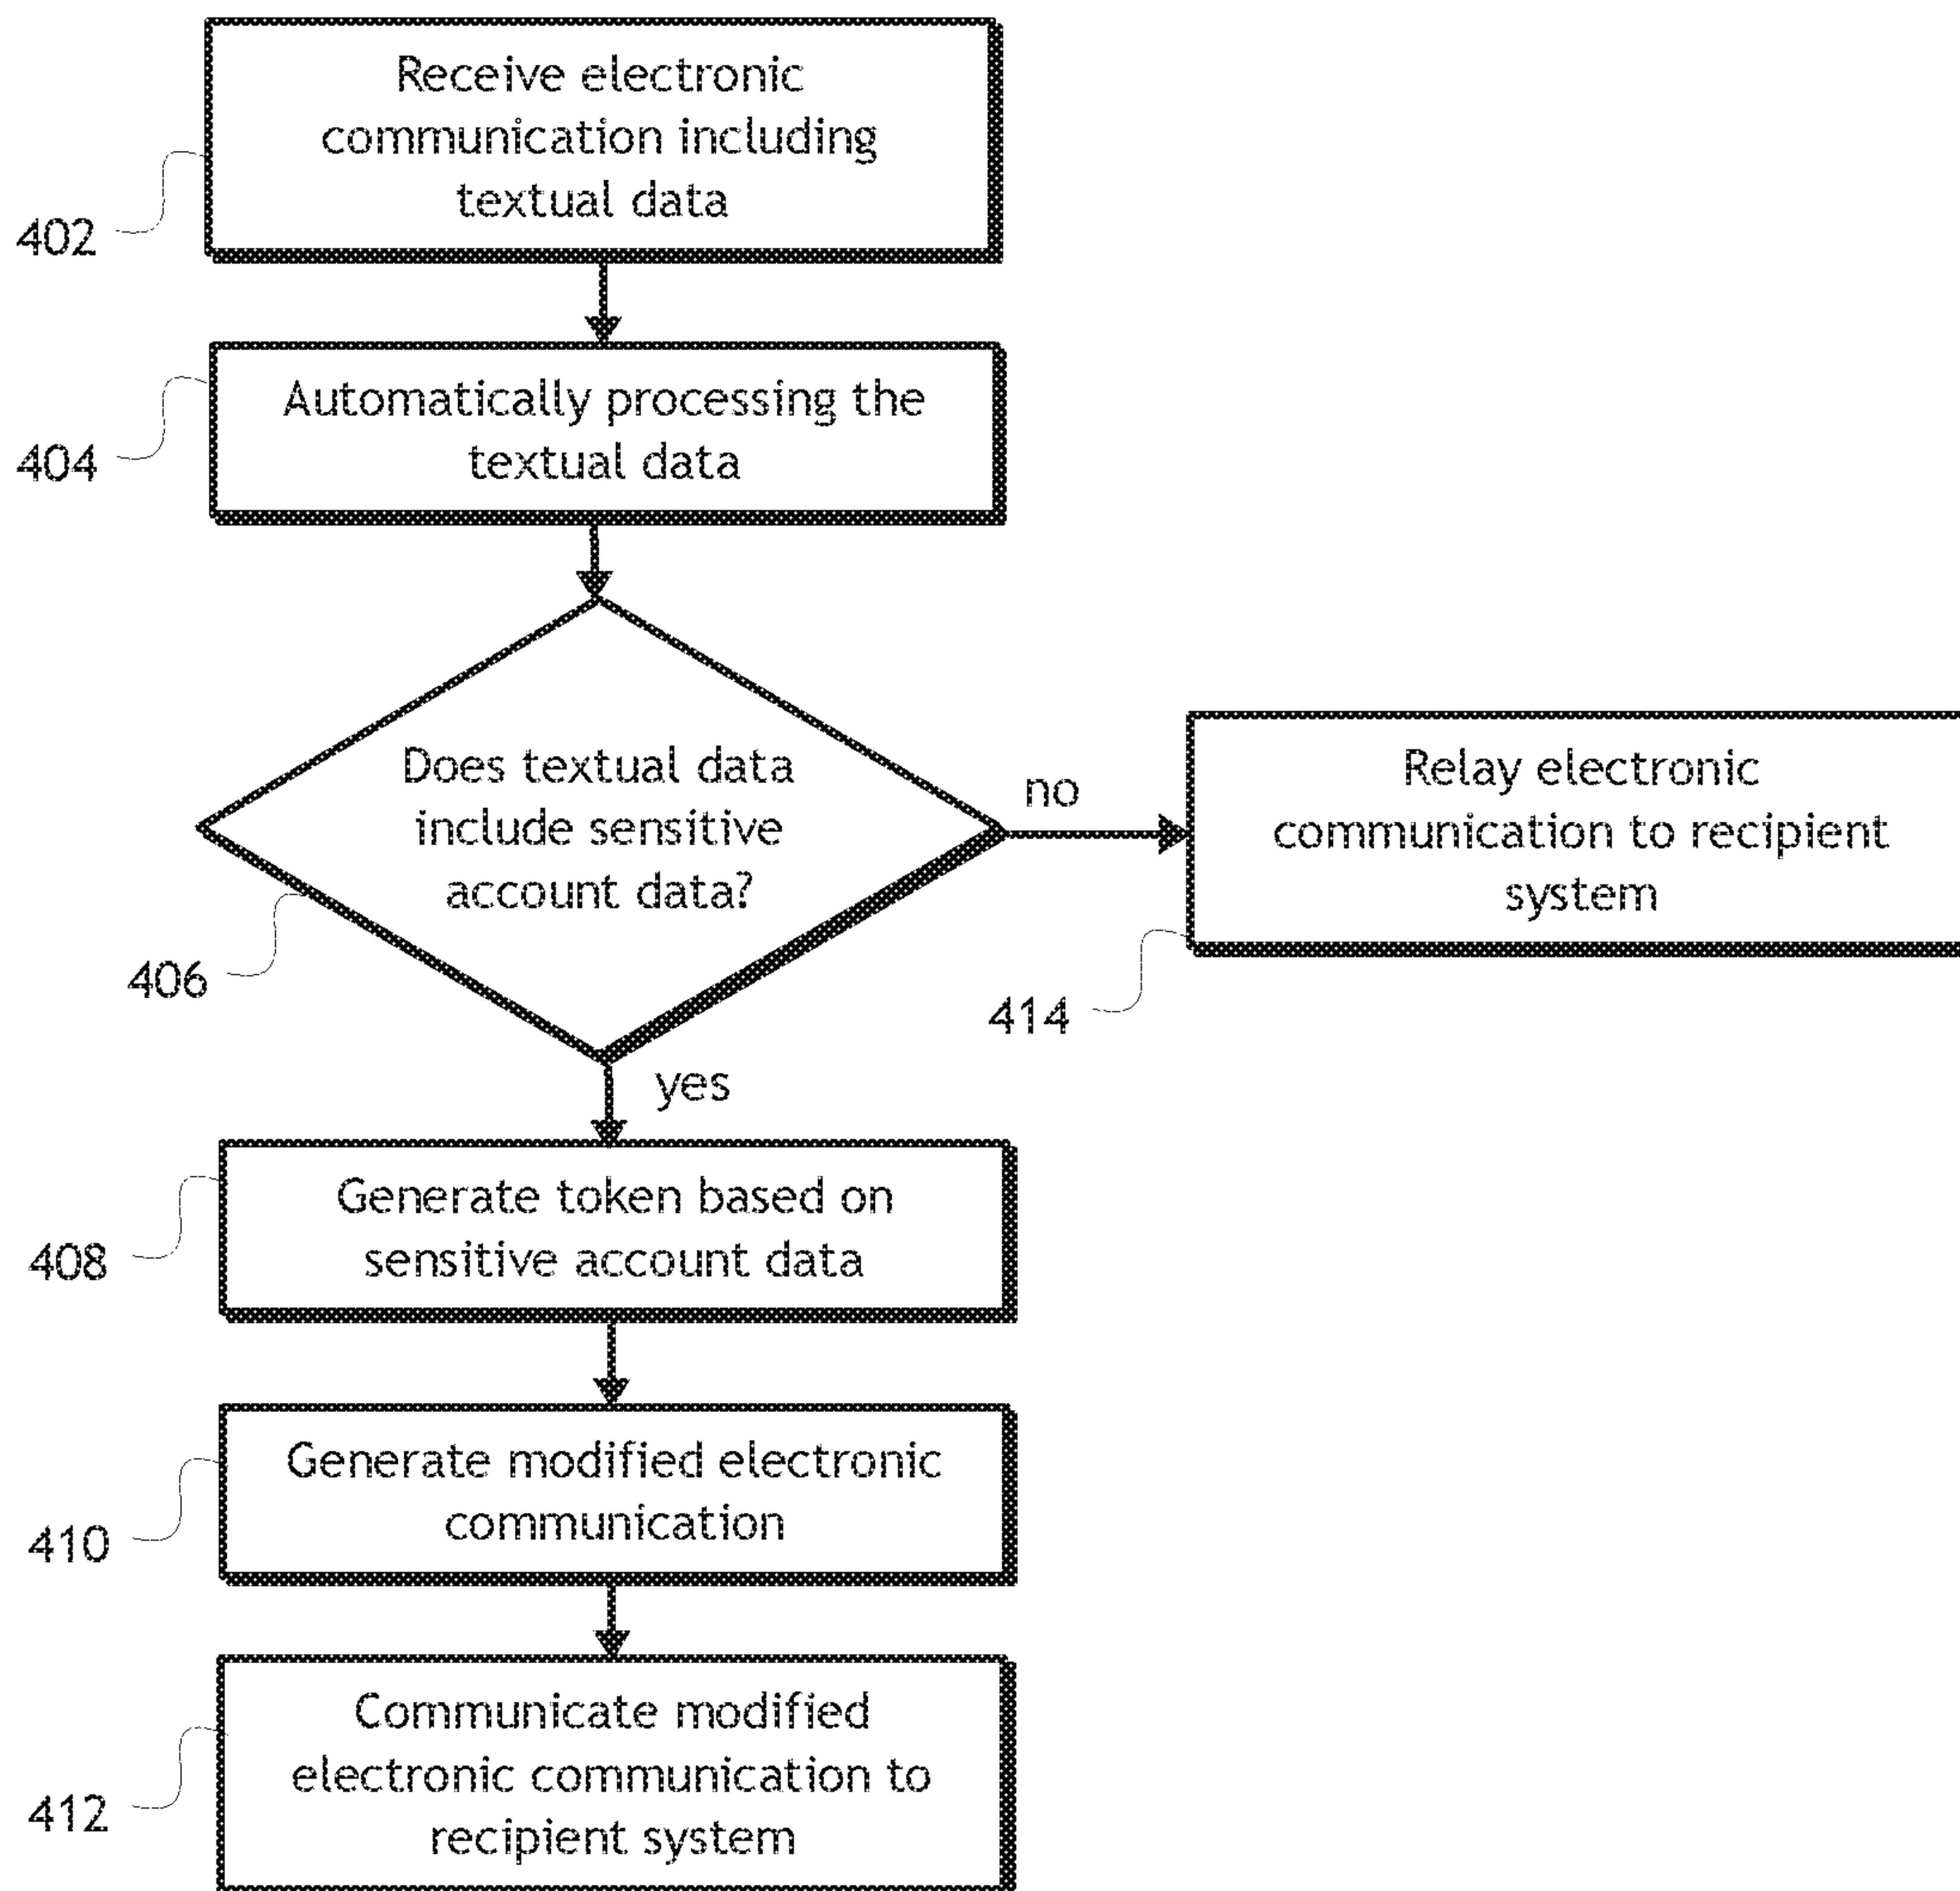 Receive electronic
communication including
textual data
402
Automatically processing the
textual data
404
Does textual data
include sensitive
account data?
406
no
Relay electronic
communication to recipient
system
414
yes
Generate token based on
sensitive account data
408
Generate modified electronic
communication
410
Communicate modified
electronic communication to
recipient system
412